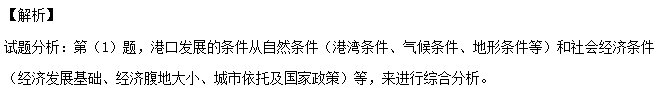 【解析】
试题分析：第（1）题，港口发展的条件从自然条件（港湾条件、气候条件、地形条件等）和社会经济条件
（经济发展基础、经济腹地大小、城市依托及国家政策）等，来进行综合分析。